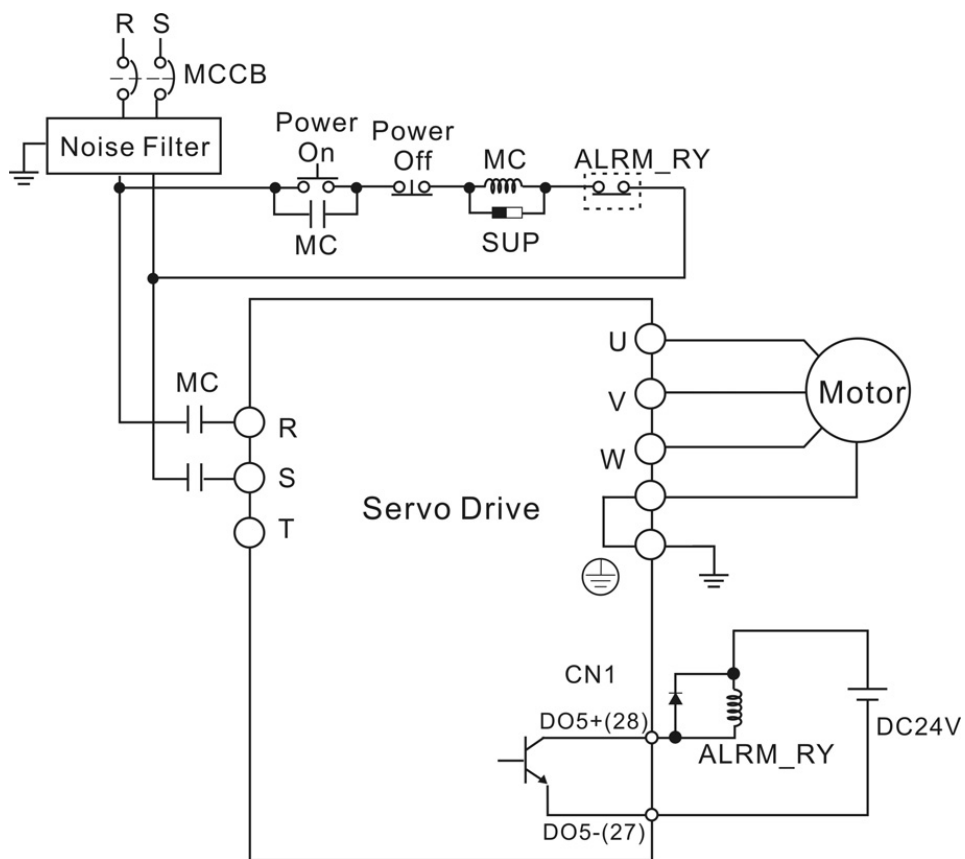 R S
MCCB
Noise Filter
Power On
Power Off
MC
ALRM_RY
MC
SUP
MC
R
S
T
Servo Drive
U
V
W
Motor
CN1
DO5+(28)
DO5-(27)
ALRM_RY
DC24V